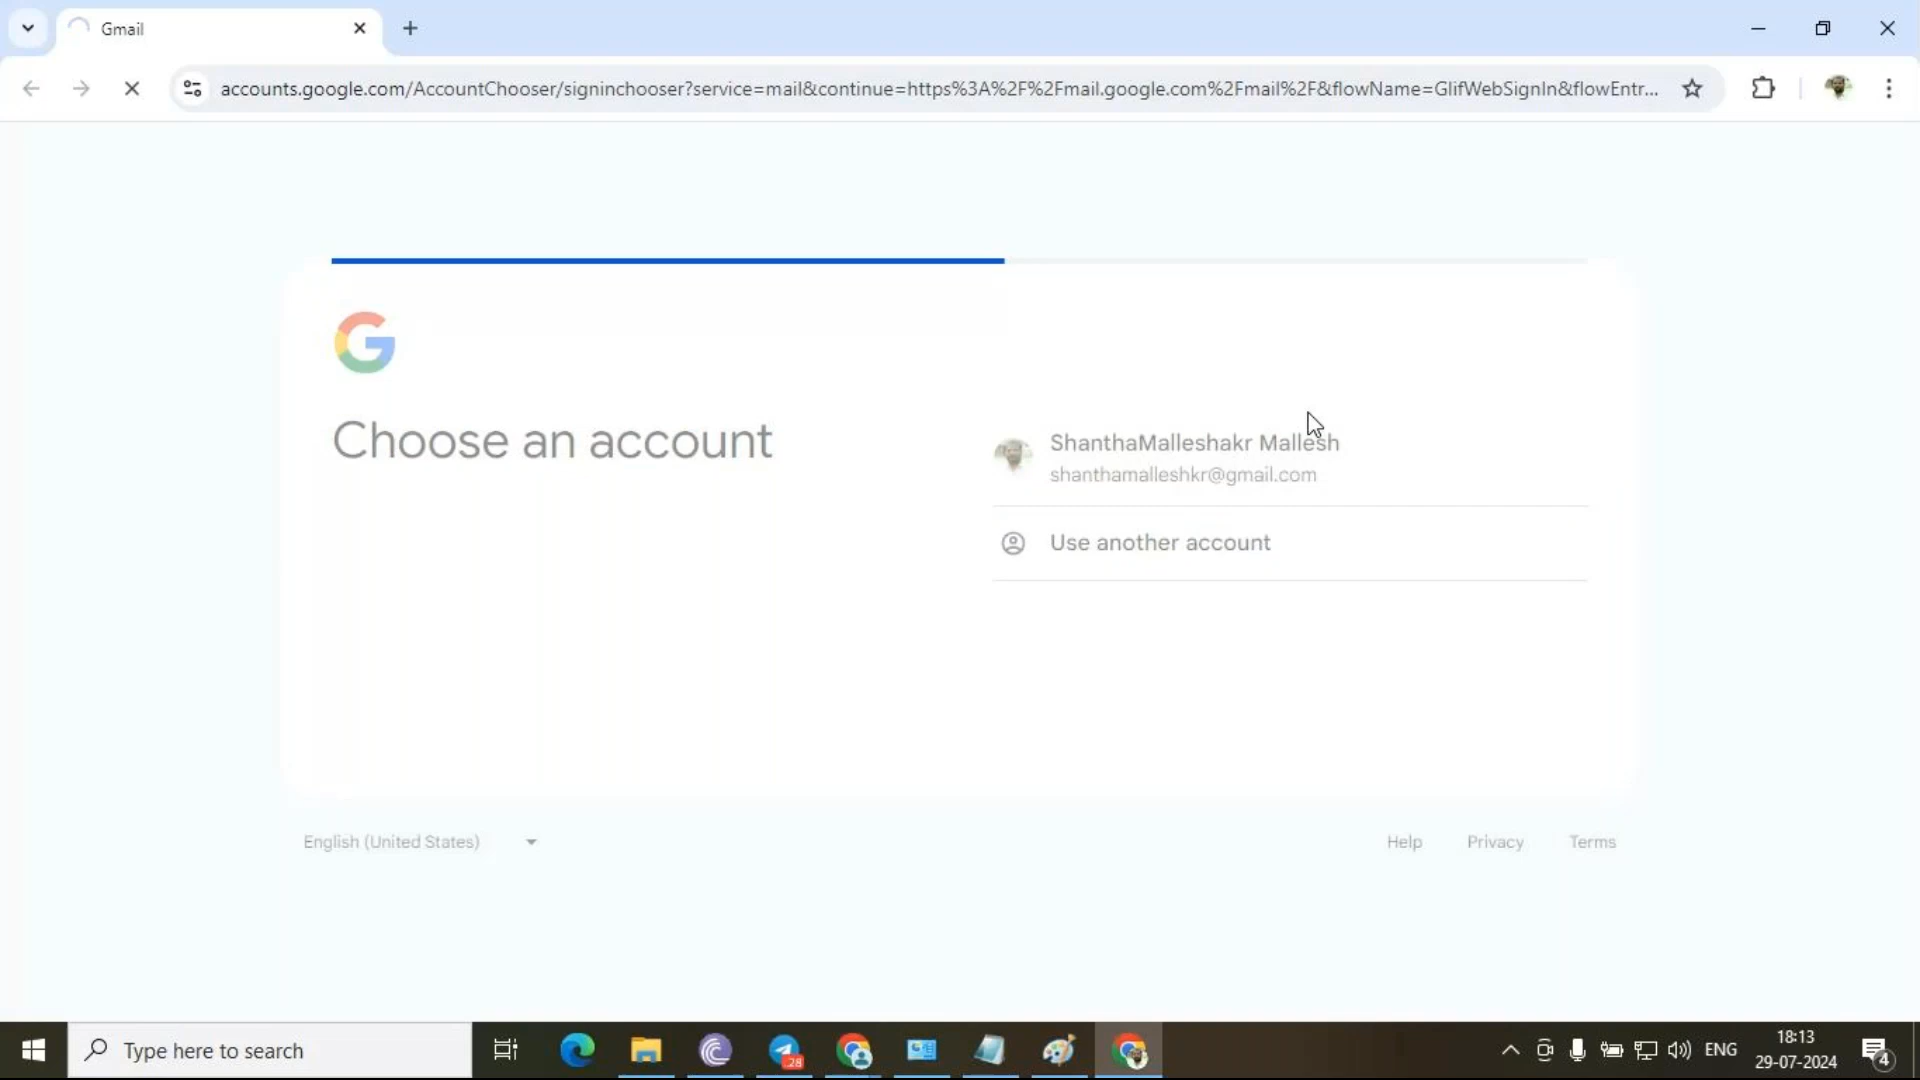 Gmail
accounts.google.com/AccountChooser/signinchooser?service=mail&continue=https%3A%2F%2Fmail.google.com%2Fmail%2F&flowName=GlifWebSignIn&flowEntr...
Choose an account
ShanthaMalleshakr Mallesh
shanthamalleshkr@gmail.com
Use another account
English (United States)
Help Privacy Terms
Type here to search
28
ENG
18:13
29-07-2024
4